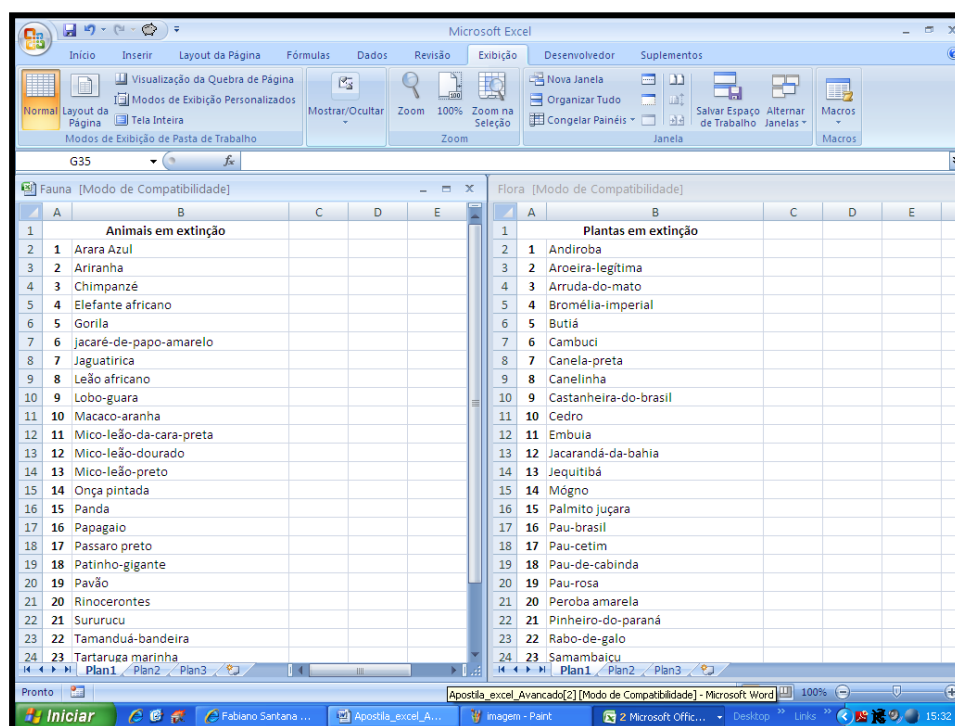 Microsoft Excel
Início Inserir Layout da Página Fórmulas Dados Revisão Exibição Desenvolvedor Suplementos
Normal
Layout da Página
Visualização da Quebra de Página
Modos de Exibição Personalizados
Tela Inteira
Modos de Exibição de Pasta de Trabalho
Mostrar/Ocultar
Zoom
100%
Zoom na Seleção
Zoom
Nova Janela
Organizar Tudo
Congelar Painéis
Salvar Espaço de Trabalho
Alternar Janelas
Janela
Macros
Macros
G35 fx
Fauna [Modo de Compatibilidade]
A B C D E
1 Animais em extinção
2 1 Arara Azul
3 2 Ariranha
4 3 Chimpanzé
5 4 Elefante africano
6 5 Gorila
7 6 jacaré-de-papo-amarelo
8 7 Jaguatirica
9 8 Leão africano
10 9 Lobo-guara
11 10 Macaco-aranha
12 11 Mico-leão-da-cara-preta
13 12 Mico-leão-dourado
14 13 Mico-leão-preto
15 14 Onça pintada
16 15 Panda
17 16 Papagaio
18 17 Passaro preto
19 18 Patinho-gigante
20 19 Pavão
21 20 Rinocerontes
22 21 Sururucu
23 22 Tamanduá-bandeira
24 23 Tartaruga marinha
Plan1 Plan2 Plan3
Flora [Modo de Compatibilidade]
A B C D E
1 Plantas em extinção
2 1 Andiroba
3 2 Aroeira-legítima
4 3 Arruda-do-mato
5 4 Bromélia-imperial
6 5 Butiá
7 6 Cambuci
8 7 Canela-preta
9 8 Canelinha
10 9 Castanheira-do-brasil
11 10 Cedro
12 11 Embuia
13 12 Jacarandá-da-bahia
14 13 Jequitibá
15 14 Mógno
16 15 Palmito juçara
17 16 Pau-brasil
18 17 Pau-cetim
19 18 Pau-de-cabinda
20 19 Pau-rosa
21 20 Peroba amarela
22 21 Pinheiro-do-paraná
23 22 Rabo-de-galo
24 23 Samambaiçu
Plan1 Plan2 Plan3
Pronto
Apostila_excel_Avancado[2] [Modo de Compatibilidade] - Microsoft Word
100%
Iniciar
Fabiano Santana ...
Apostila_excel_A...
imagem - Paint
2 Microsoft Offic...
Desktop »
Links »
15:32